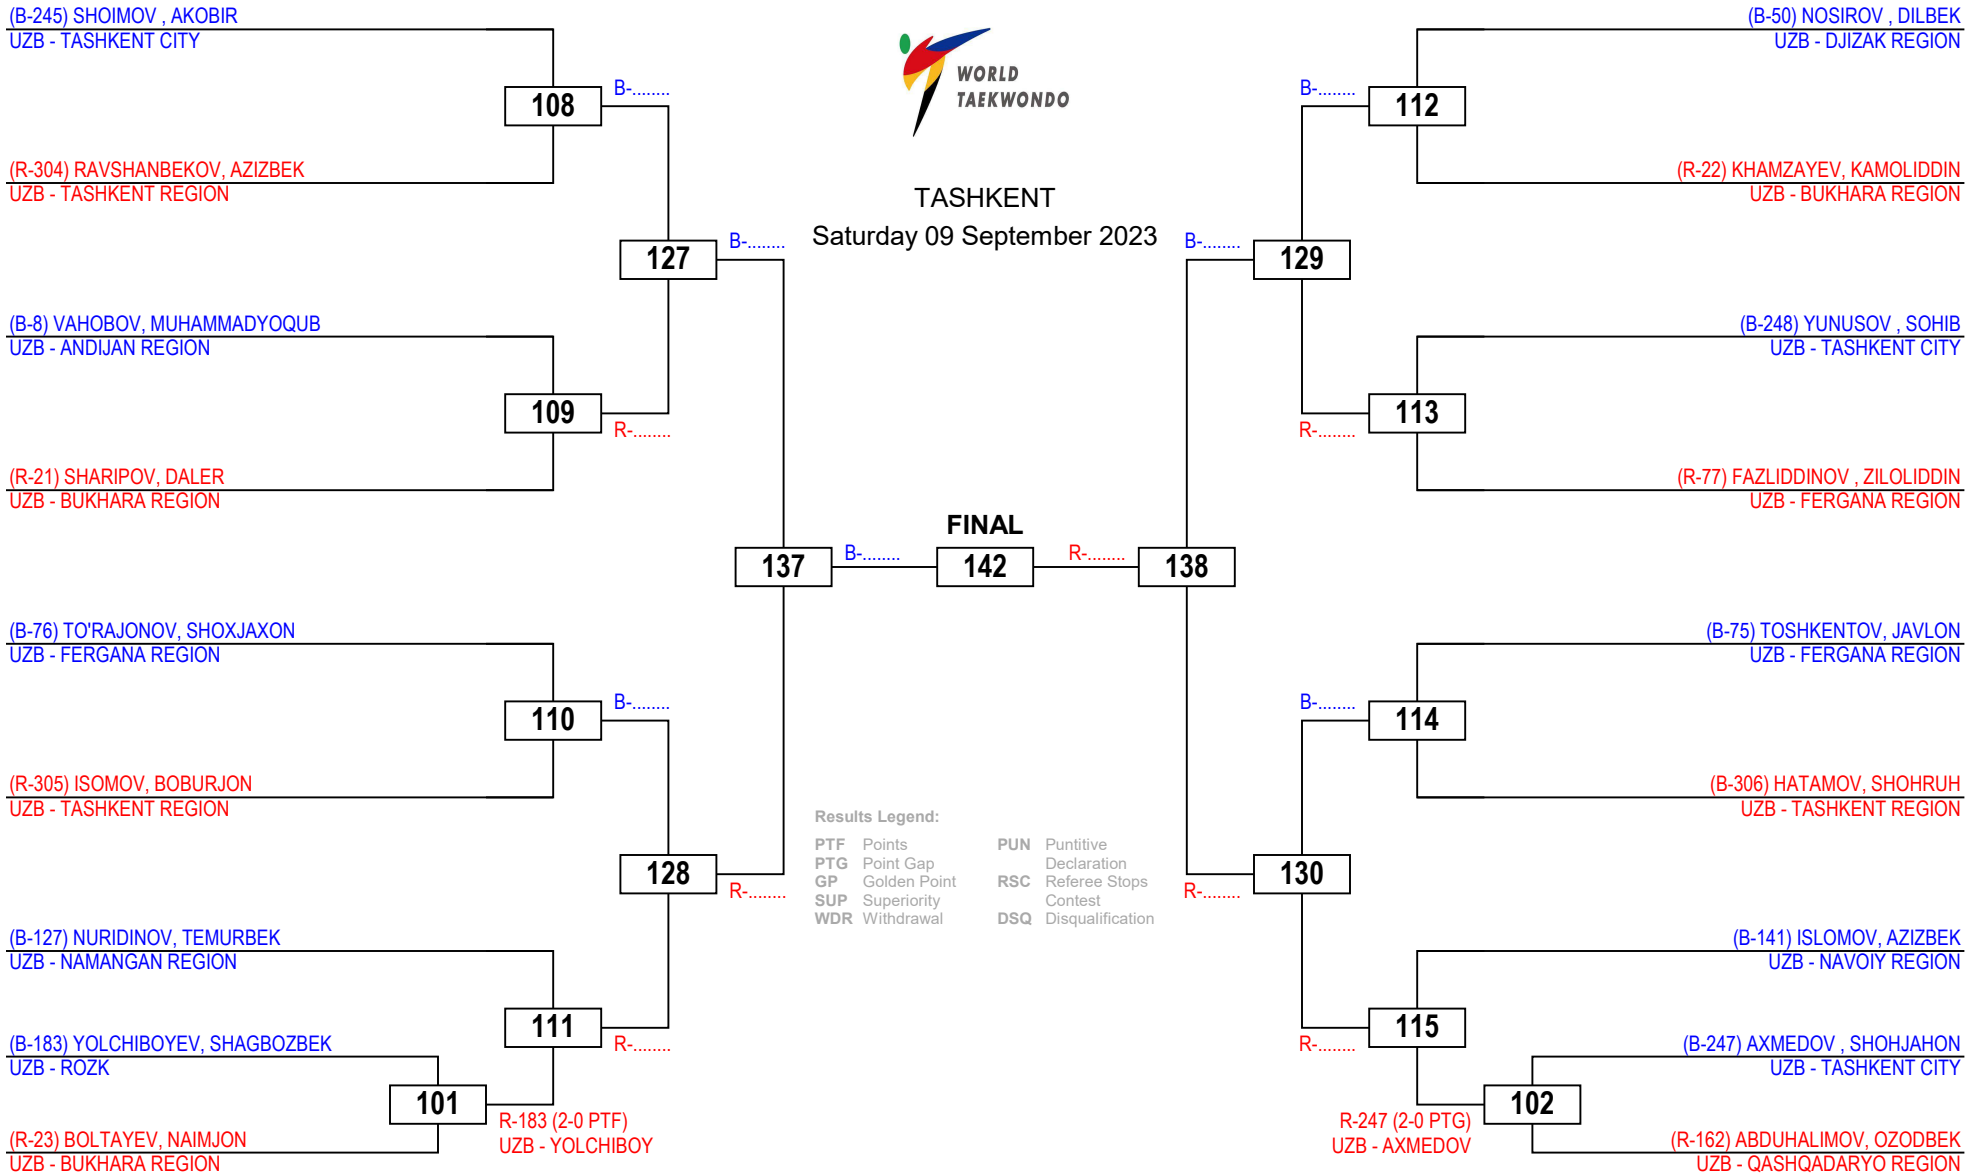 (B-245) SHOIMOV , AKOBIR
UZB - TASHKENT CITY
108
B-........
(R-304) RAVSHANBEKOV, AZIZBEK
UZB - TASHKENT REGION
127
B-........
(B-8) VAHOBOV, MUHAMMADYOQUB
UZB - ANDIJAN REGION
109
R-........
(R-21) SHARIPOV, DALER
UZB - BUKHARA REGION
137
B-........
(B-76) TO'RAJONOV, SHOXJAXON
UZB - FERGANA REGION
110
B-........
(R-305) ISOMOV, BOBURJON
UZB - TASHKENT REGION
128
R-........
(B-127) NURIDINOV, TEMURBEK
UZB - NAMANGAN REGION
111
R-........
(B-183) YOLCHIBOYEV, SHAGBOZBEK
UZB - ROZK
101
R-183 (2-0 PTF)
UZB - YOLCHIBOY
(R-23) BOLTAYEV, NAIMJON
UZB - BUKHARA REGION
WORLD
TAEKWONDO
TASHKENT
Saturday 09 September 2023
FINAL
142
Results Legend:
PTF Points
PTG Point Gap
GP Golden Point
SUP Superiority
WDR Withdrawal
PUN Puntitive
Declaration
RSC Referee Stops
Contest
DSQ Disqualification
(B-50) NOSIROV , DILBEK
UZB - DJIZAK REGION
B-........
112
(R-22) KHAMZAYEV, KAMOLIDDIN
UZB - BUKHARA REGION
B-........
129
(B-248) YUNUSOV , SOHIB
UZB - TASHKENT CITY
113
R-........
(R-77) FAZLIDDINOV , ZILOLIDDIN
UZB - FERGANA REGION
R-........
138
(B-75) TOSHKENTOV, JAVLON
UZB - FERGANA REGION
B-........
114
(B-306) HATAMOV, SHOHRUH
UZB - TASHKENT REGION
130
R-........
(B-141) ISLOMOV, AZIZBEK
UZB - NAVOIY REGION
115
R-........
(B-247) AXMEDOV , SHOHJAHON
UZB - TASHKENT CITY
102
R-247 (2-0 PTG)
UZB - AXMEDOV
(R-162) ABDUHALIMOV, OZODBEK
UZB - QASHQADARYO REGION